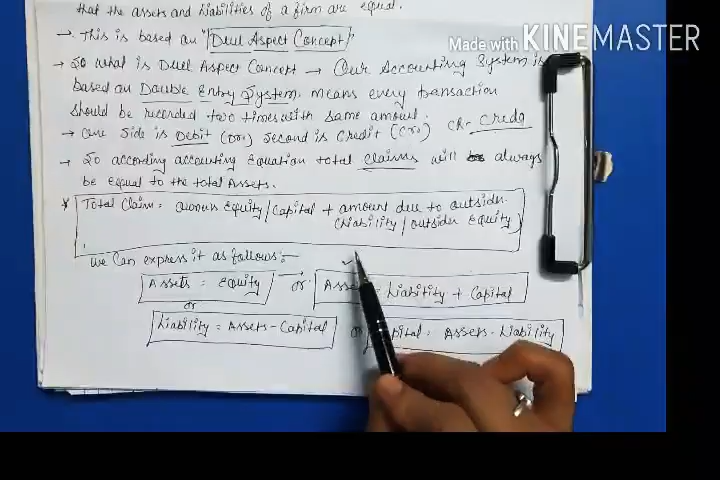 that the assets and liabilities of a firm are equal.
Made with KINEMASTER
→ This is based on "Dual Aspect Concept"
→ So what is Dual Aspect Concept → Our Accounting System is
based on Double Entry System. means every transaction
should be recorded two times with same amount.
→ one side is Debit (Dr.) second is Credit (Cr.) CR- Credo
→ So according accounting Equation total claims will always
be equal to the total Assets.
* Total Claim = owner Equity/Capital + amount due to outsider
(Liability/outsider Equity)
We Can express it as follows:-
Assets = Equity → or Assets = Liability + Capital
or
Liability = Assets - Capital or Capital = Assets - Liability